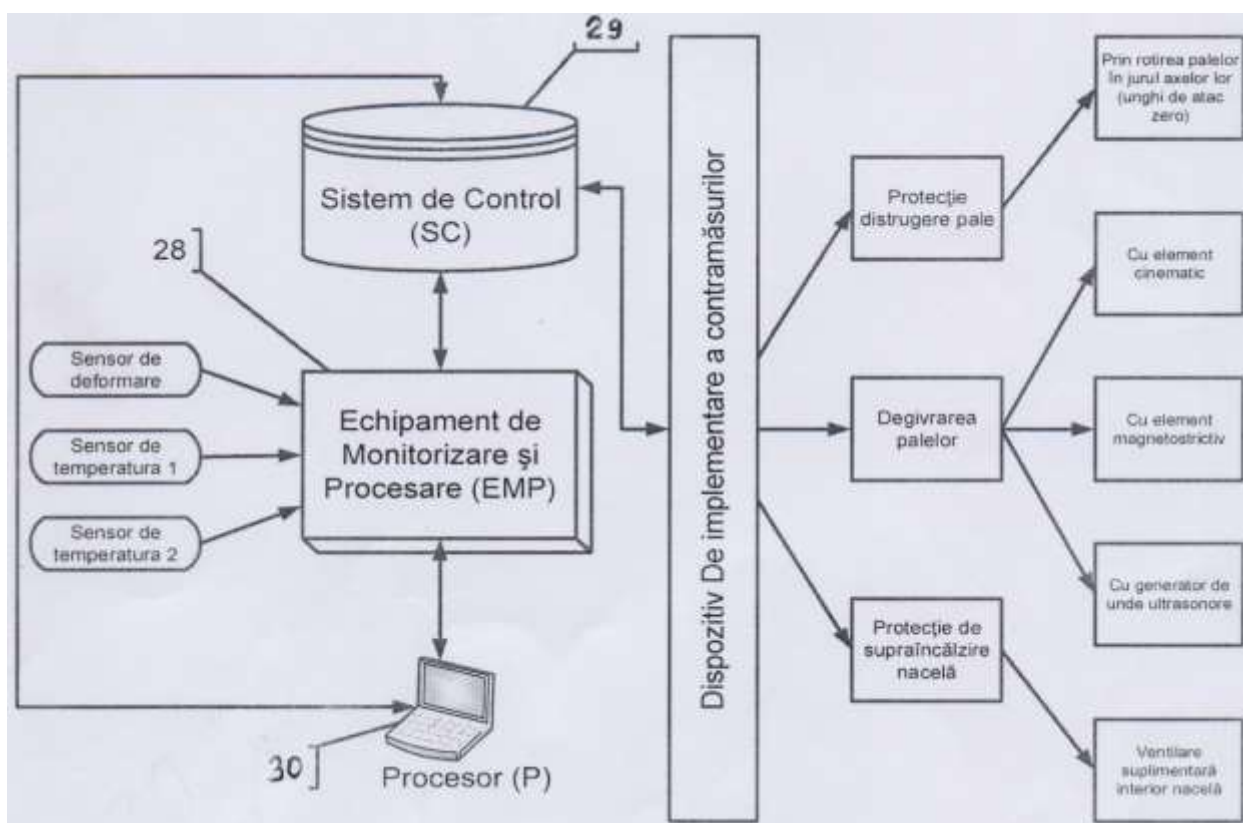 29
Sistem de Control
(SC)
28
Sensor de
deformare
Sensor de
temperatura 1
Sensor de
temperatura 2
Echipament de
Monitorizare și
Procesare (EMP)
30
Procesor (P)
Dispozitiv De implementare a contramăsurilor
Protecție
distrugere pale
Degivrarea
palelor
Protecție de
supraîncălzire
nacelă
Prin rotirea palelor
în jurul axelor lor
(unghi de atac
zero)
Cu element
cinematic
Cu element
magnetostrictiv
Cu generator de
unde ultrasonore
Ventilare
suplimentară
interior nacelă